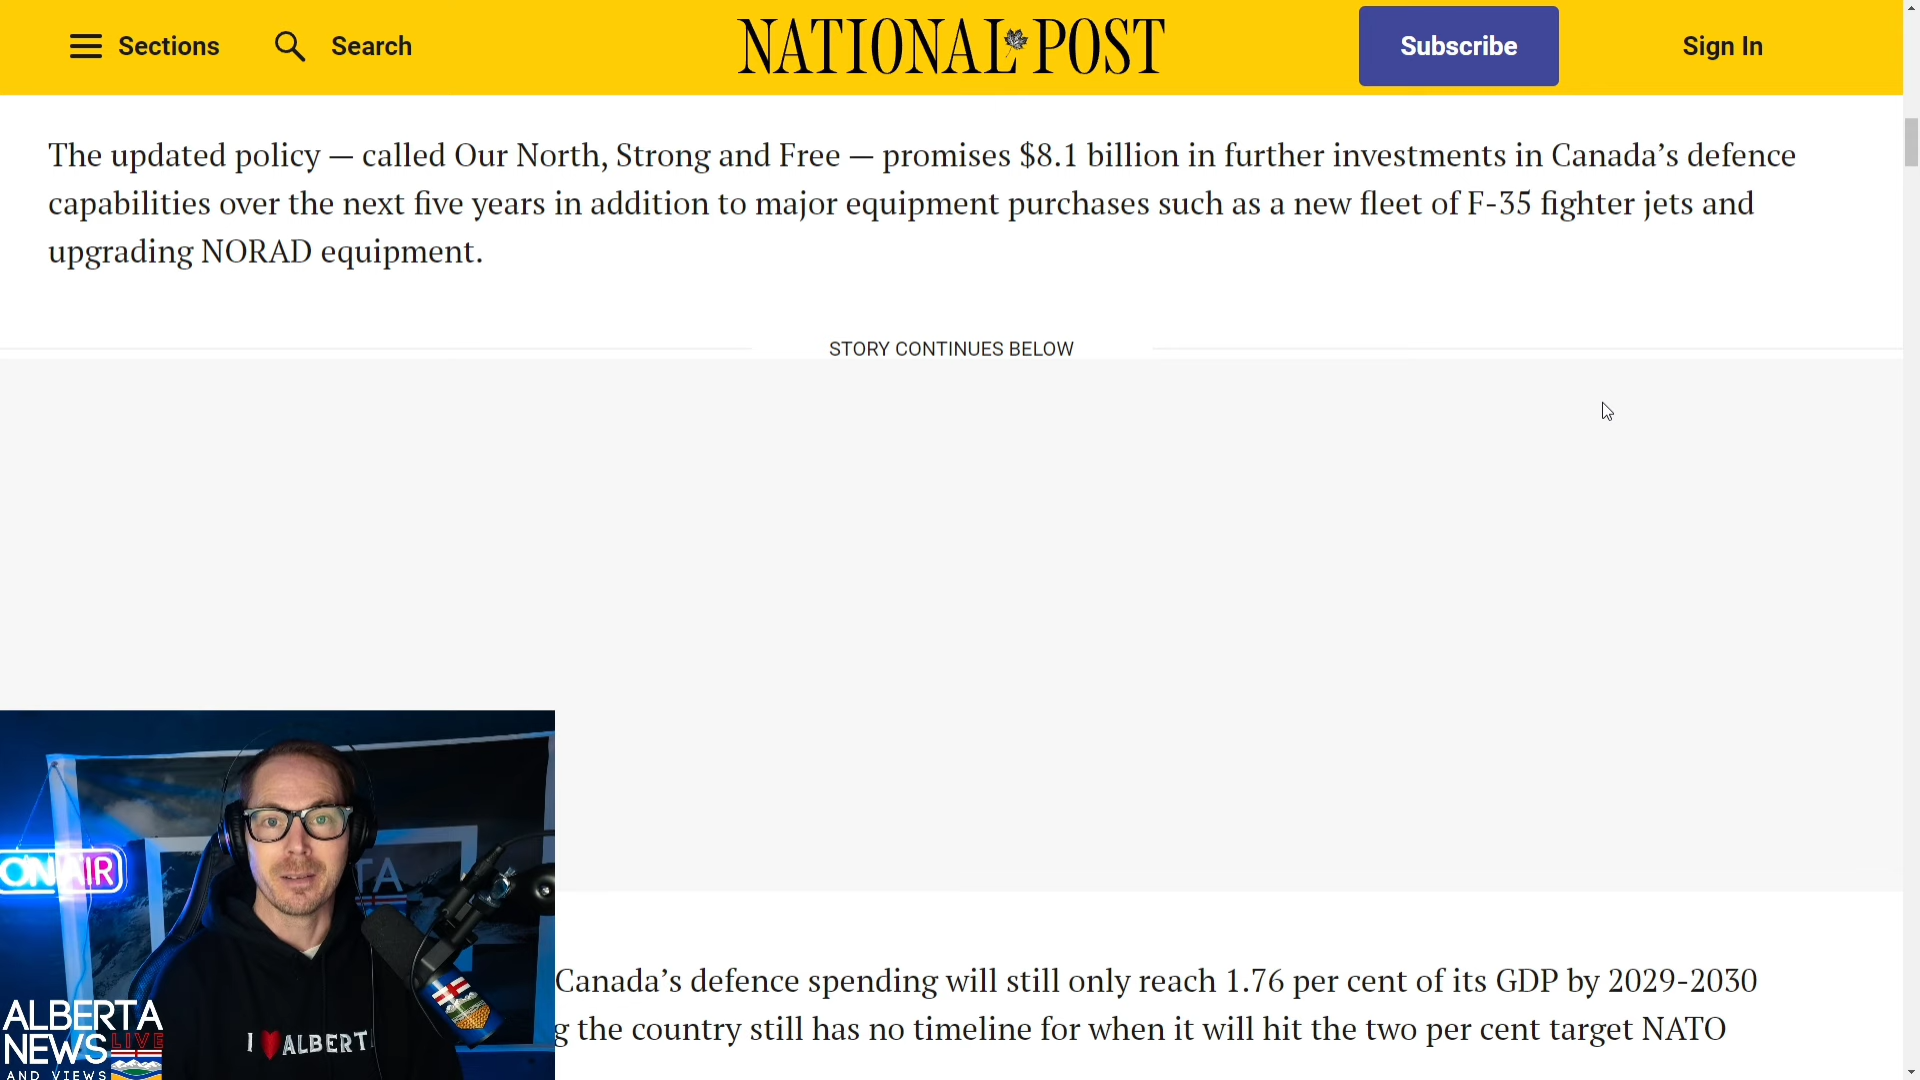 Sections
Search
NATIONAL POST
Subscribe
Sign In
The updated policy — called Our North, Strong and Free — promises $8.1 billion in further investments in Canada’s defence
capabilities over the next five years in addition to major equipment purchases such as a new fleet of F-35 fighter jets and
upgrading NORAD equipment.
STORY CONTINUES BELOW
Canada’s defence spending will still only reach 1.76 per cent of its GDP by 2029-2030
g the country still has no timeline for when it will hit the two per cent target NATO
ON AIR
TA
I ALBERT
ALBERTA
NEWS LIVE
AND VIEWS